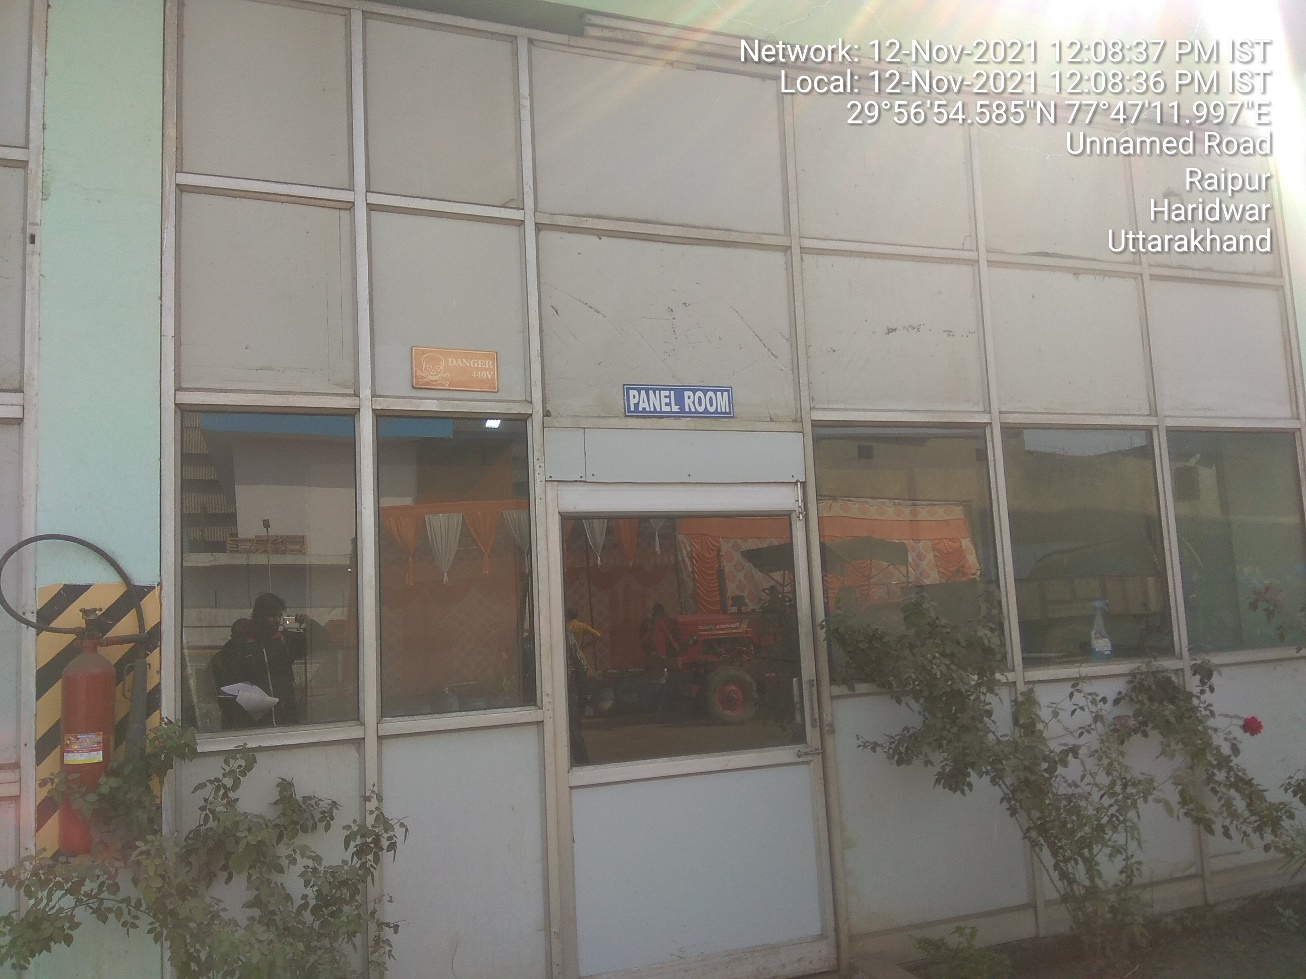 Network: 12-Nov-2021 12:08:37 PM IST
Local: 12-Nov-2021 12:08:36 PM IST
29°56'54.585"N 77°47'11.997"E
Unnamed Road
Raipur
Haridwar
Uttarakhand
DANGER
440V
PANEL ROOM